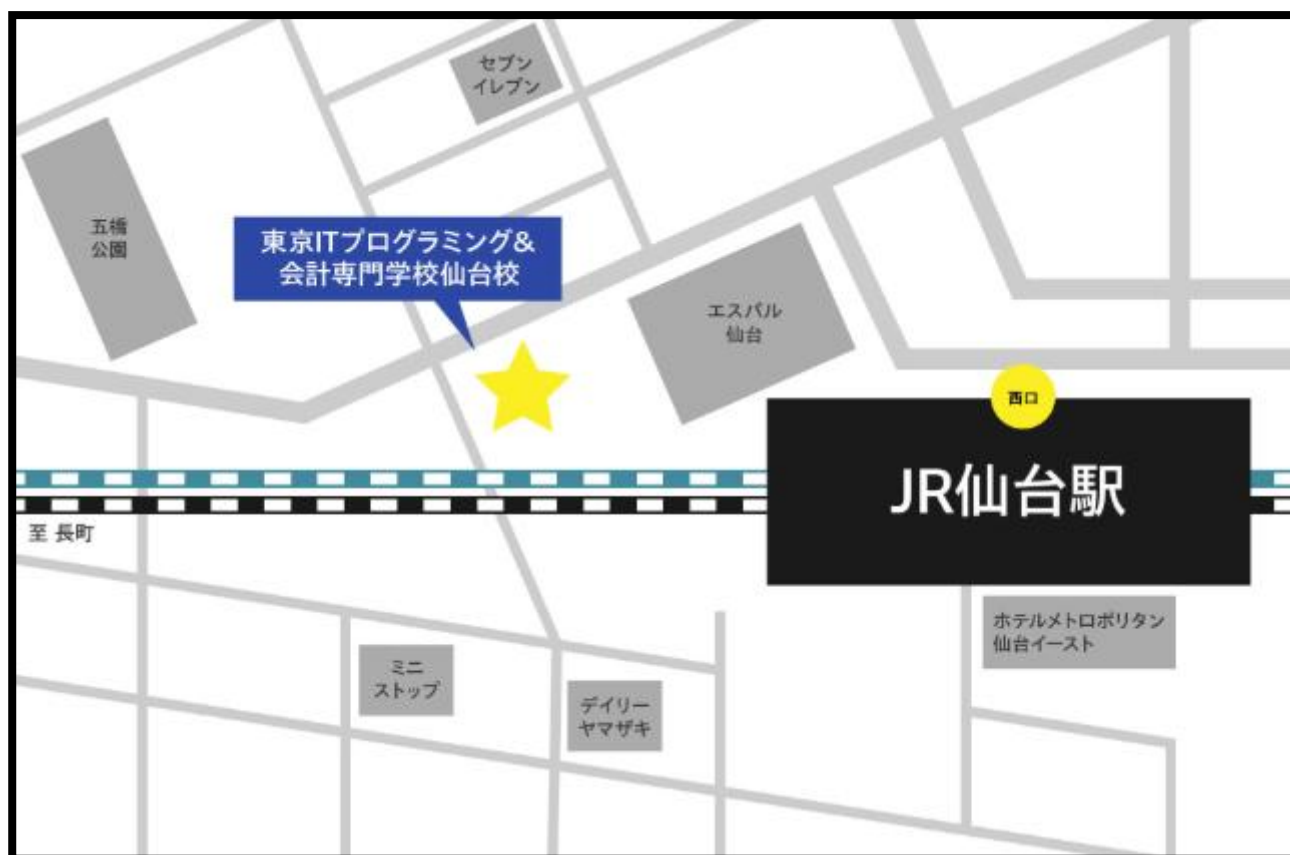 セブン
イレブン
五橋
公園
東京ITプログラミング&
会計専門学校仙台校
エスパル
仙台
西口
JR仙台駅
至 長町
ホテルメトロポリタン
仙台イースト
ミニ
ストップ
デイリー
ヤマザキ